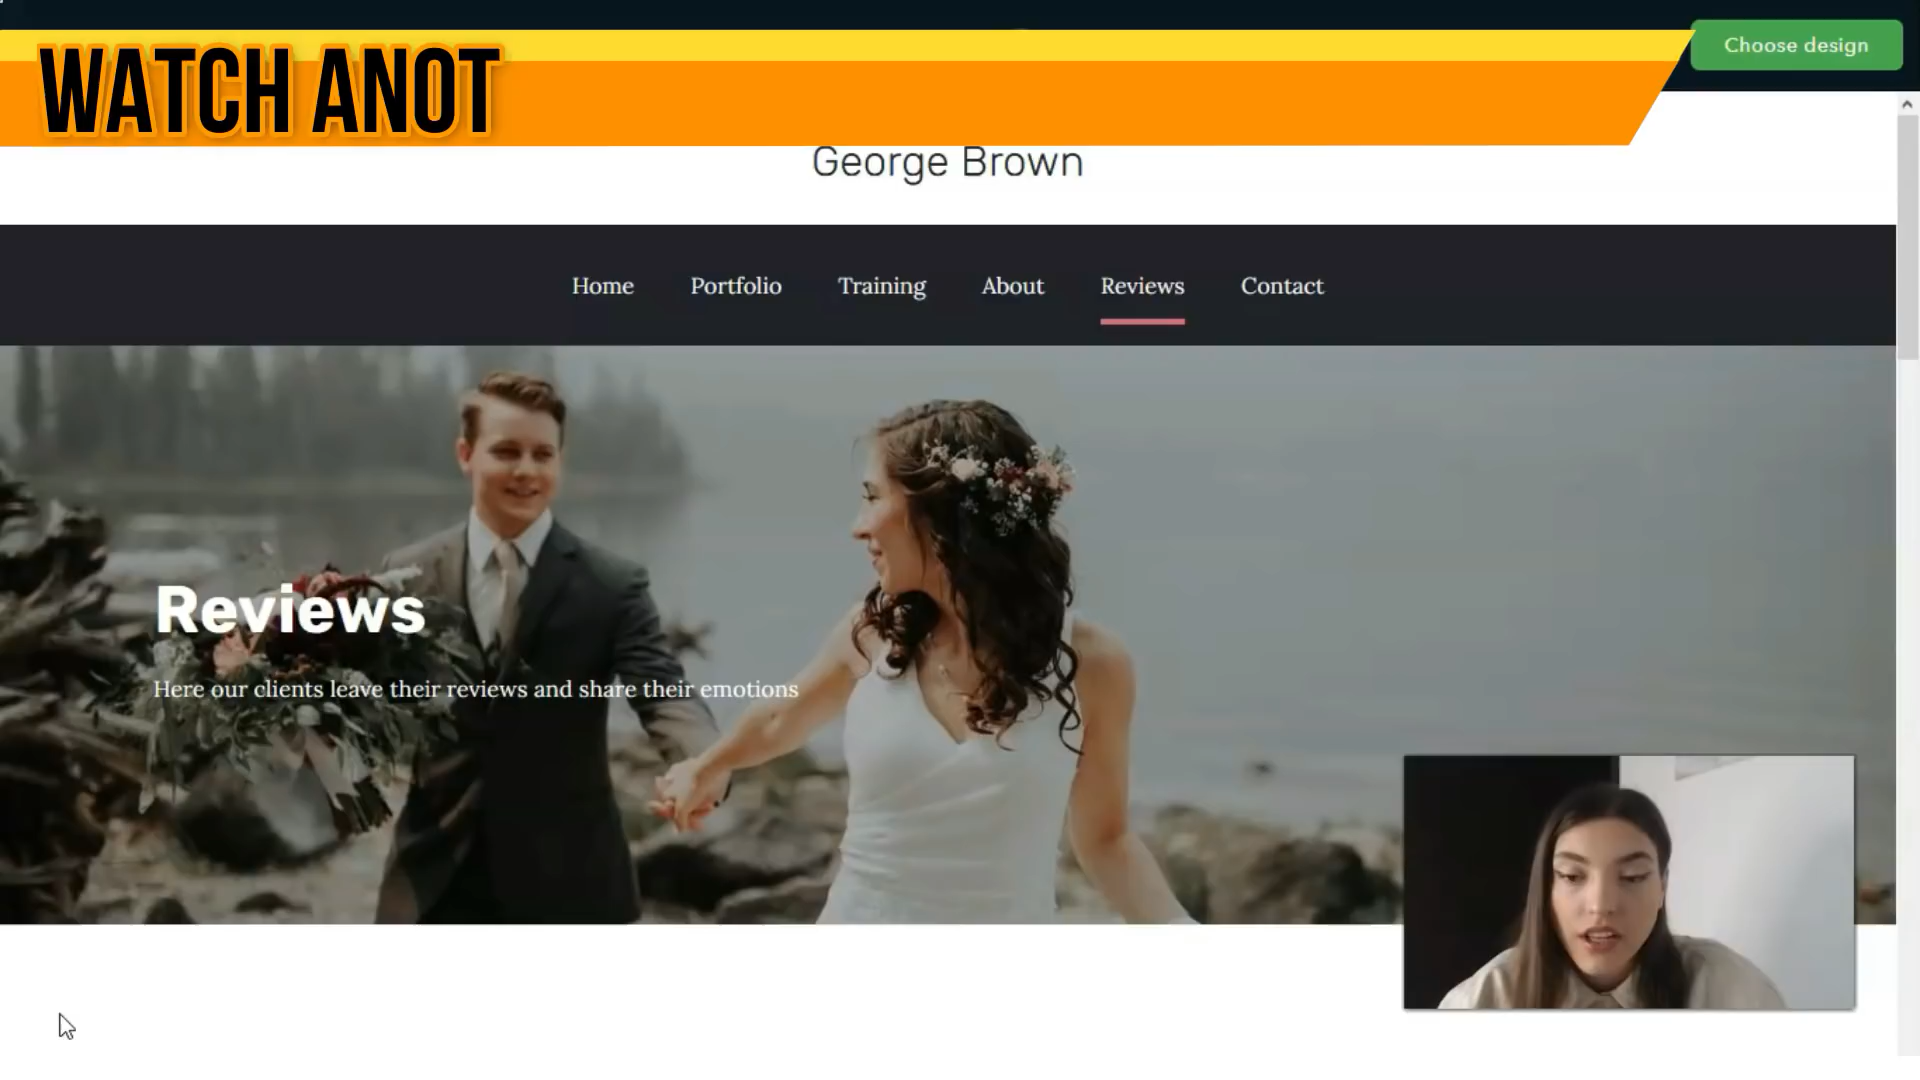 WATCH ANOT
Choose design
George Brown
Home Portfolio Training About Reviews Contact
Reviews
Here our clients leave their reviews and share their emotions